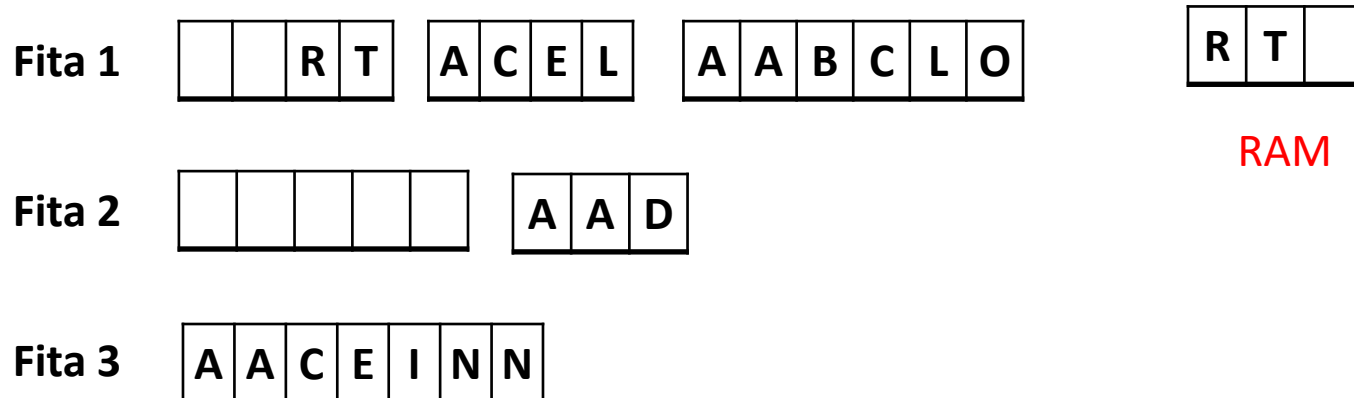 Fita 1 R T A C E L A A B C L O R T
RAM
Fita 2 A A D
Fita 3 A A C E I N N